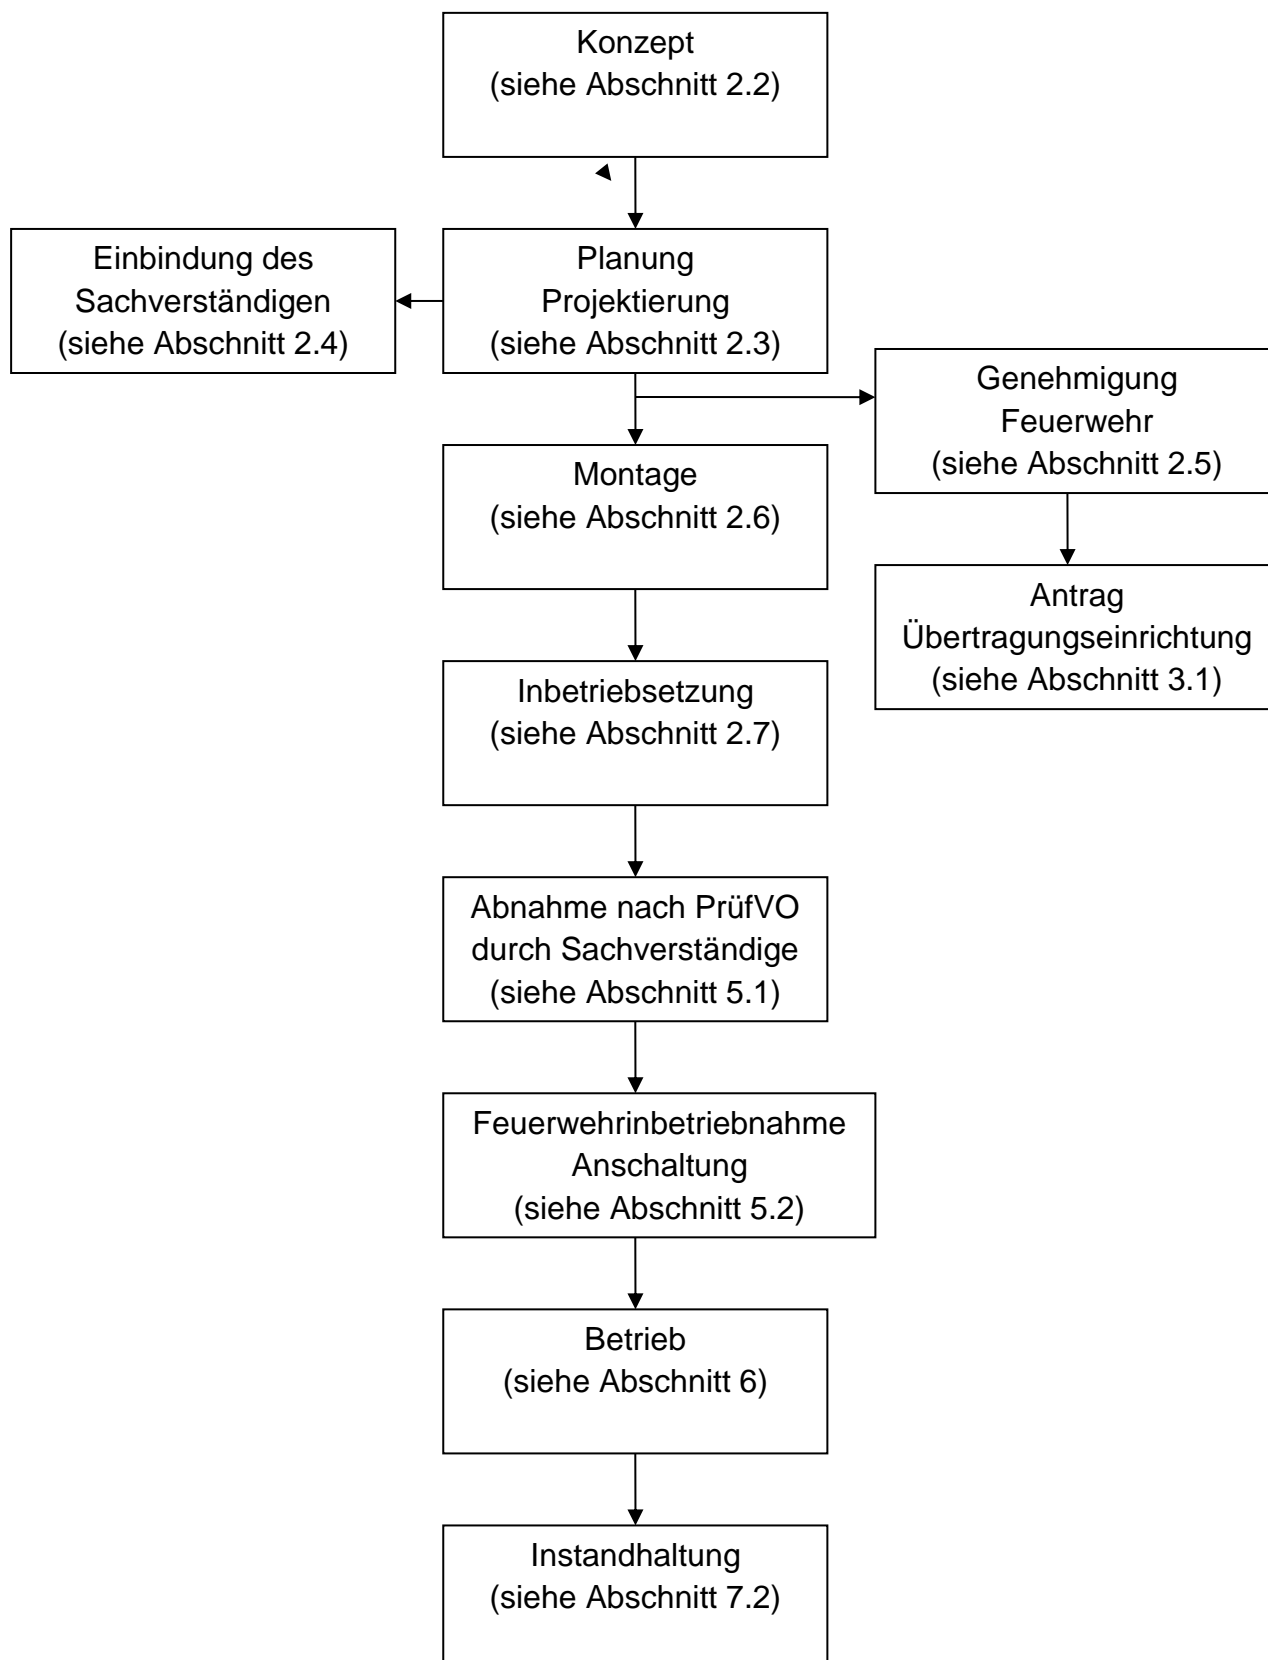 Konzept
(siehe Abschnitt 2.2)
Einbindung des
Sachverständigen
(siehe Abschnitt 2.4)
Planung
Projektierung
(siehe Abschnitt 2.3)
Genehmigung
Feuerwehr
(siehe Abschnitt 2.5)
Montage
(siehe Abschnitt 2.6)
Antrag
Übertragungseinrichtung
(siehe Abschnitt 3.1)
Inbetriebsetzung
(siehe Abschnitt 2.7)
Abnahme nach PrüfVO
durch Sachverständige
(siehe Abschnitt 5.1)
Feuerwehrinbetriebnahme
Anschaltung
(siehe Abschnitt 5.2)
Betrieb
(siehe Abschnitt 6)
Instandhaltung
(siehe Abschnitt 7.2)